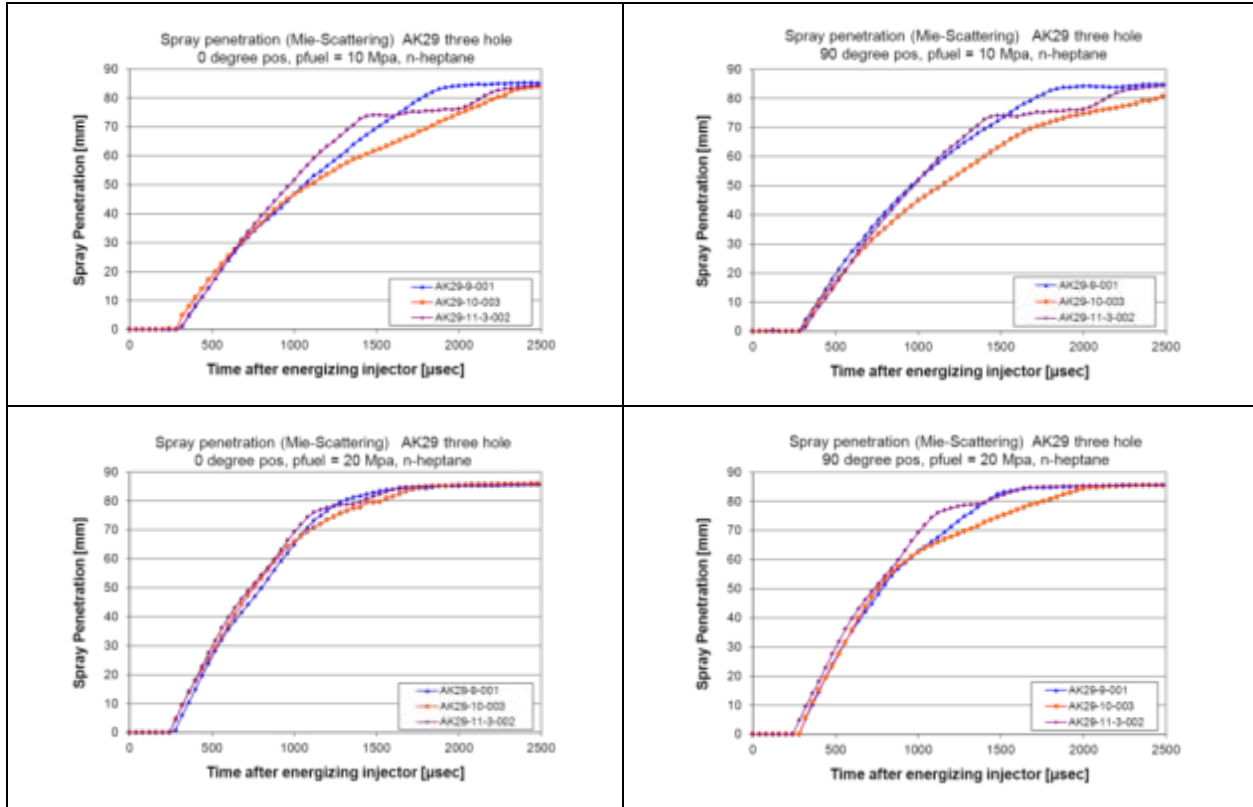 Spray penetration (Mie-Scattering) AK29 three hole
0 degree pos, pfuel = 10 Mpa, n-heptane
90
80
70
60
50
40
30
20
10
0
Spray Penetration [mm]
AK29-9-001
AK29-10-003
AK29-11-3-002
0 500 1000 1500 2000 2500
Time after energizing injector [µsec]
Spray penetration (Mie-Scattering) AK29 three hole
90 degree pos, pfuel = 10 Mpa, n-heptane
90
80
70
60
50
40
30
20
10
0
Spray Penetration [mm]
AK29-9-001
AK29-10-003
AK29-11-3-002
0 500 1000 1500 2000 2500
Time after energizing injector [µsec]
Spray penetration (Mie-Scattering) AK29 three hole
0 degree pos, pfuel = 20 Mpa, n-heptane
90
80
70
60
50
40
30
20
10
0
Spray Penetration [mm]
AK29-9-001
AK29-10-003
AK29-11-3-002
0 500 1000 1500 2000 2500
Time after energizing injector [µsec]
Spray penetration (Mie-Scattering) AK29 three hole
90 degree pos, pfuel = 20 Mpa, n-heptane
90
80
70
60
50
40
30
20
10
0
Spray Penetration [mm]
AK29-9-001
AK29-10-003
AK29-11-3-002
0 500 1000 1500 2000 2500
Time after energizing injector [µsec]